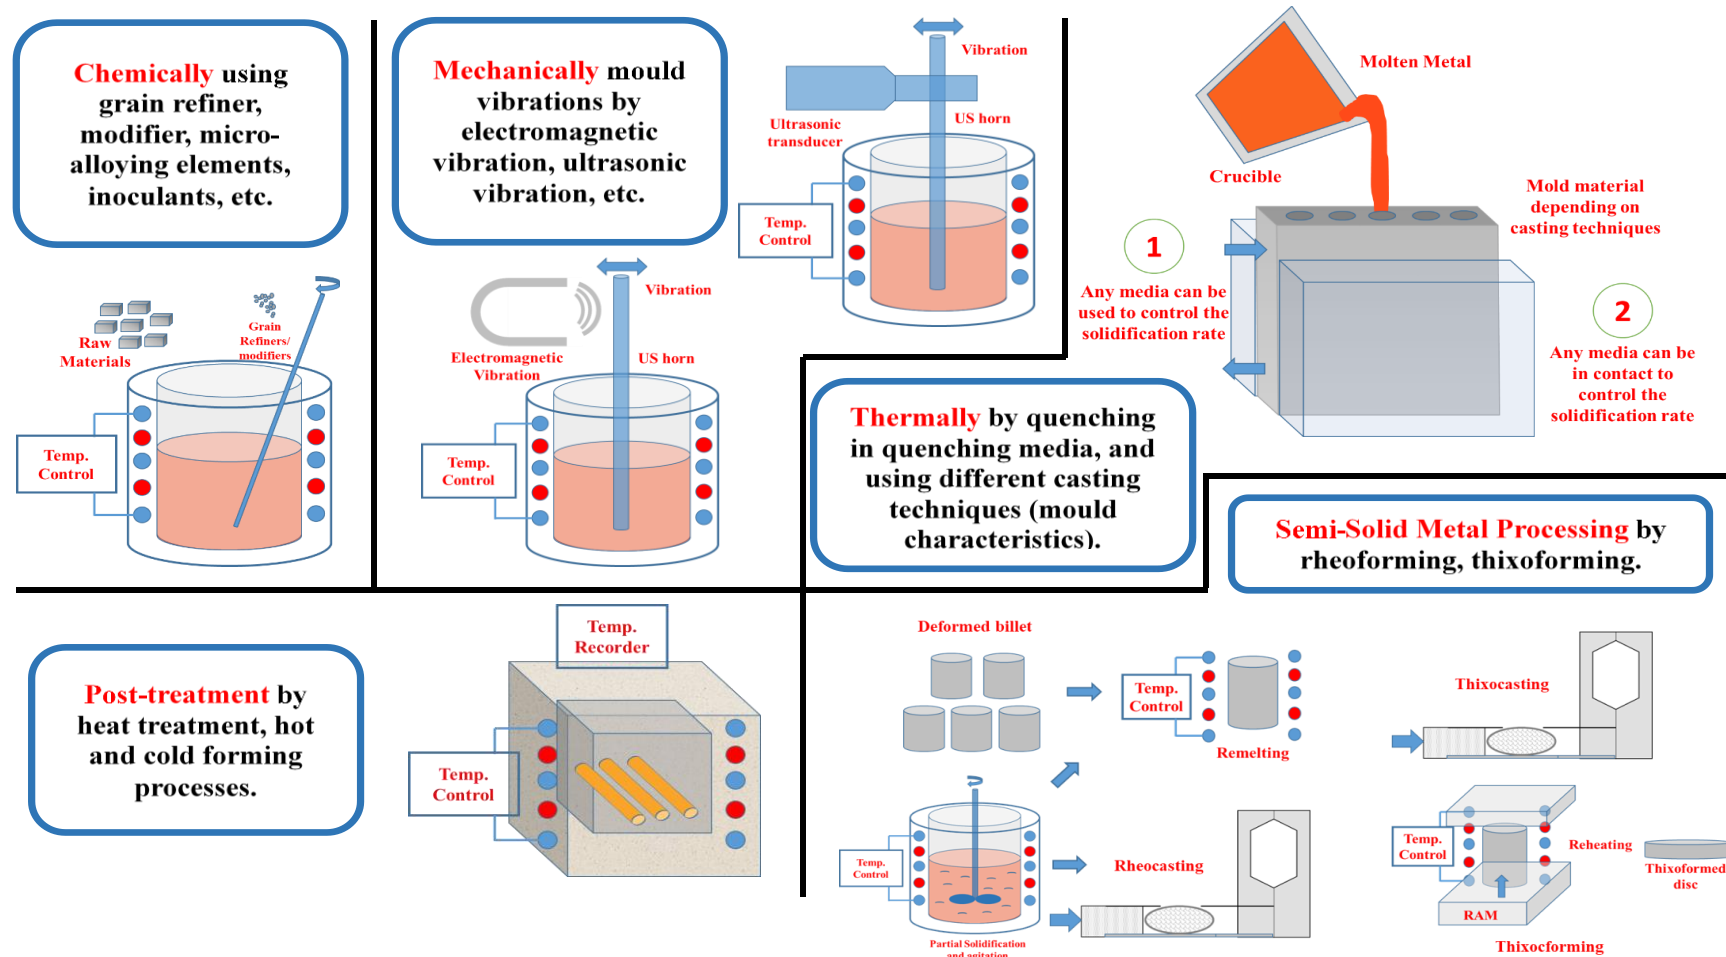 Chemically using
grain refiner,
modifier, micro-
alloying elements,
inoculants, etc.
Raw
Materials
Grain
Refiners/
modifiers
Temp.
Control
Mechanically mould
vibrations by
electromagnetic
vibration, ultrasonic
vibration, etc.
Vibration
Ultrasonic
transducer
US horn
Temp.
Control
Vibration
Electromagnetic
Vibration
US horn
Temp.
Control
Molten Metal
Crucible
Mold material
depending on
casting techniques
1
Any media can be
used to control the
solidification rate
2
Any media can be
in contact to
control the
solidification rate
Thermally by quenching
in quenching media, and
using different casting
techniques (mould
characteristics).
Semi-Solid Metal Processing by
rheoforming, thixoforming.
Post-treatment by
heat treatment, hot
and cold forming
processes.
Temp.
Recorder
Temp.
Control
Deformed billet
Temp.
Control
Remelting
Thixocasting
Temp.
Control
Partial Solidification
and agitation
Rheocasting
Temp.
Control
Reheating
Thixoformed
disc
RAM
Thixocforming